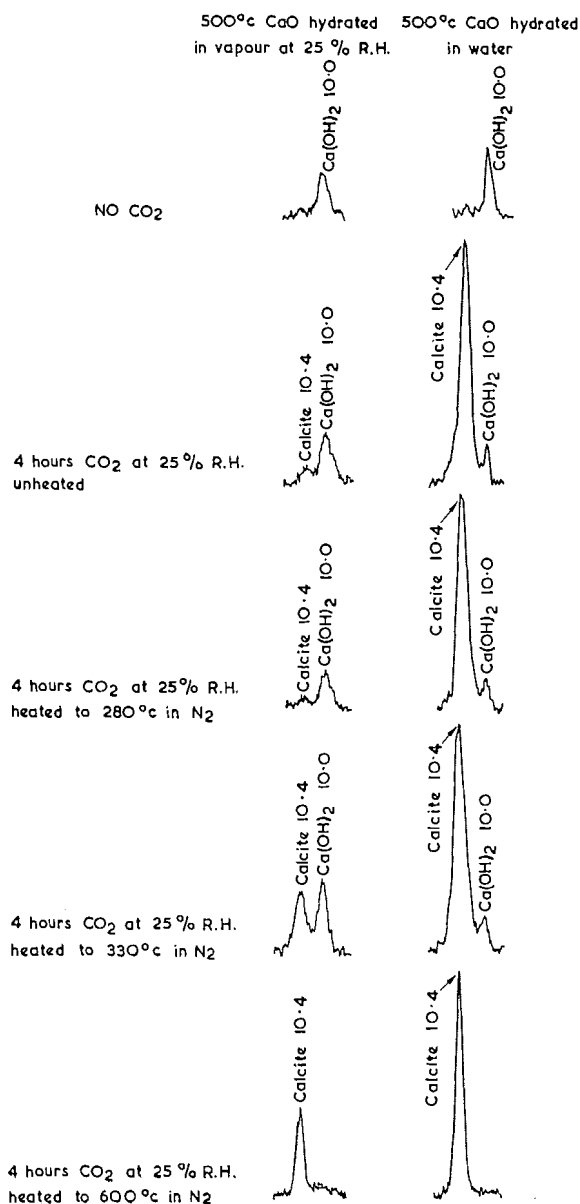 500°c CaO hydrated
in vapour at 25 % R.H.
500°c CaO hydrated
in water
NO CO2
Ca(OH)2 10·0
Ca(OH)2 10·0
4 hours CO2 at 25 % R.H.
unheated
Calcite 10·4
Ca(OH)2 10·0
Calcite 10·4
Ca(OH)2 10·0
4 hours CO2 at 25 % R.H.
heated to 280°c in N2
Calcite 10·4
Ca(OH)2 10·0
Calcite 10·4
Ca(OH)2 10·0
4 hours CO2 at 25 % R.H.
heated to 330°c in N2
Calcite 10·4
Ca(OH)2 10·0
Calcite 10·4
Ca(OH)2 10·0
4 hours CO2 at 25 % R.H.
heated to 600°c in N2
Calcite 10·4
Calcite 10·4